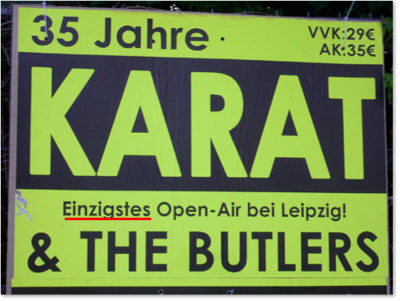 35 Jahre
VVK:29€
AK:35€
KARAT
Einzigstes Open-Air bei Leipzig!
& THE BUTLERS